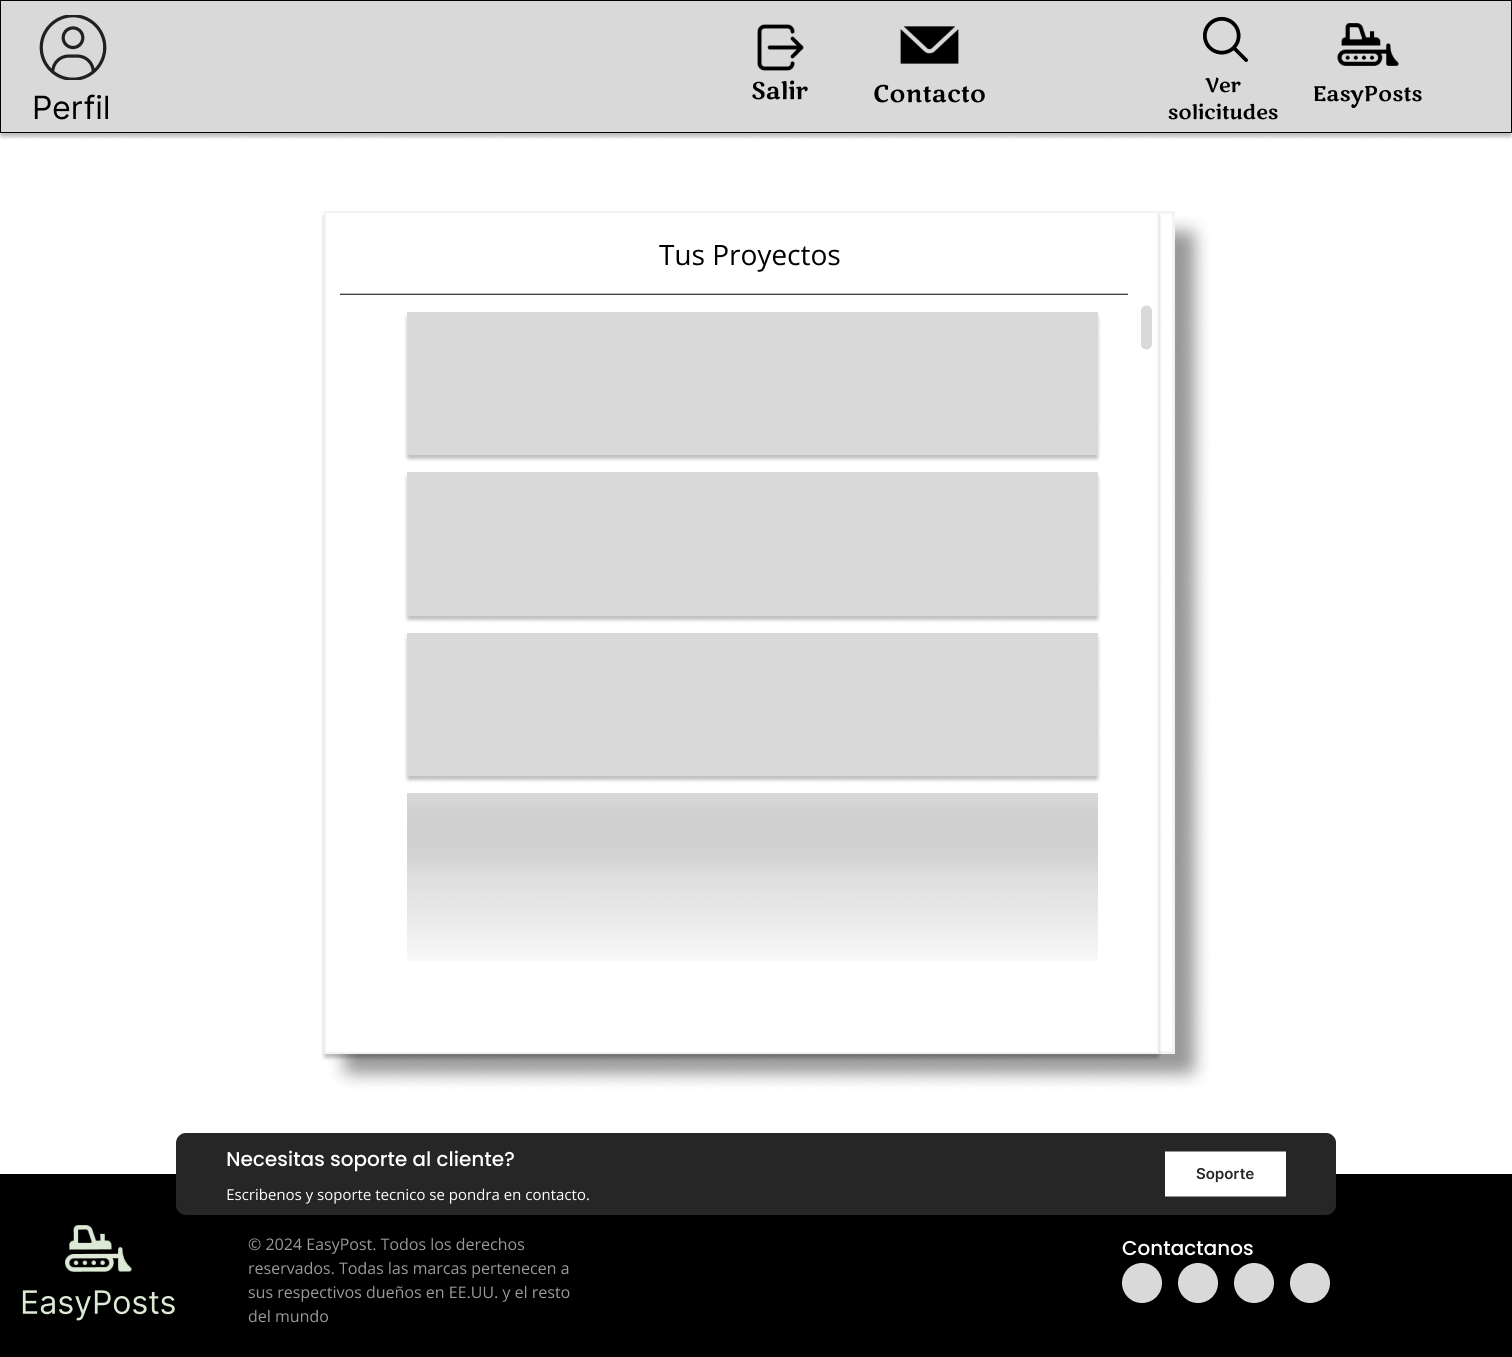 Perfil
Salir
Contacto
Ver
solicitudes
EasyPosts
Tus Proyectos
Necesitas soporte al cliente?
Escribenos y soporte tecnico se pondra en contacto.
Soporte
EasyPosts
© 2024 EasyPost. Todos los derechos
reservados. Todas las marcas pertenecen a
sus respectivos dueños en EE.UU. y el resto
del mundo
Contactanos